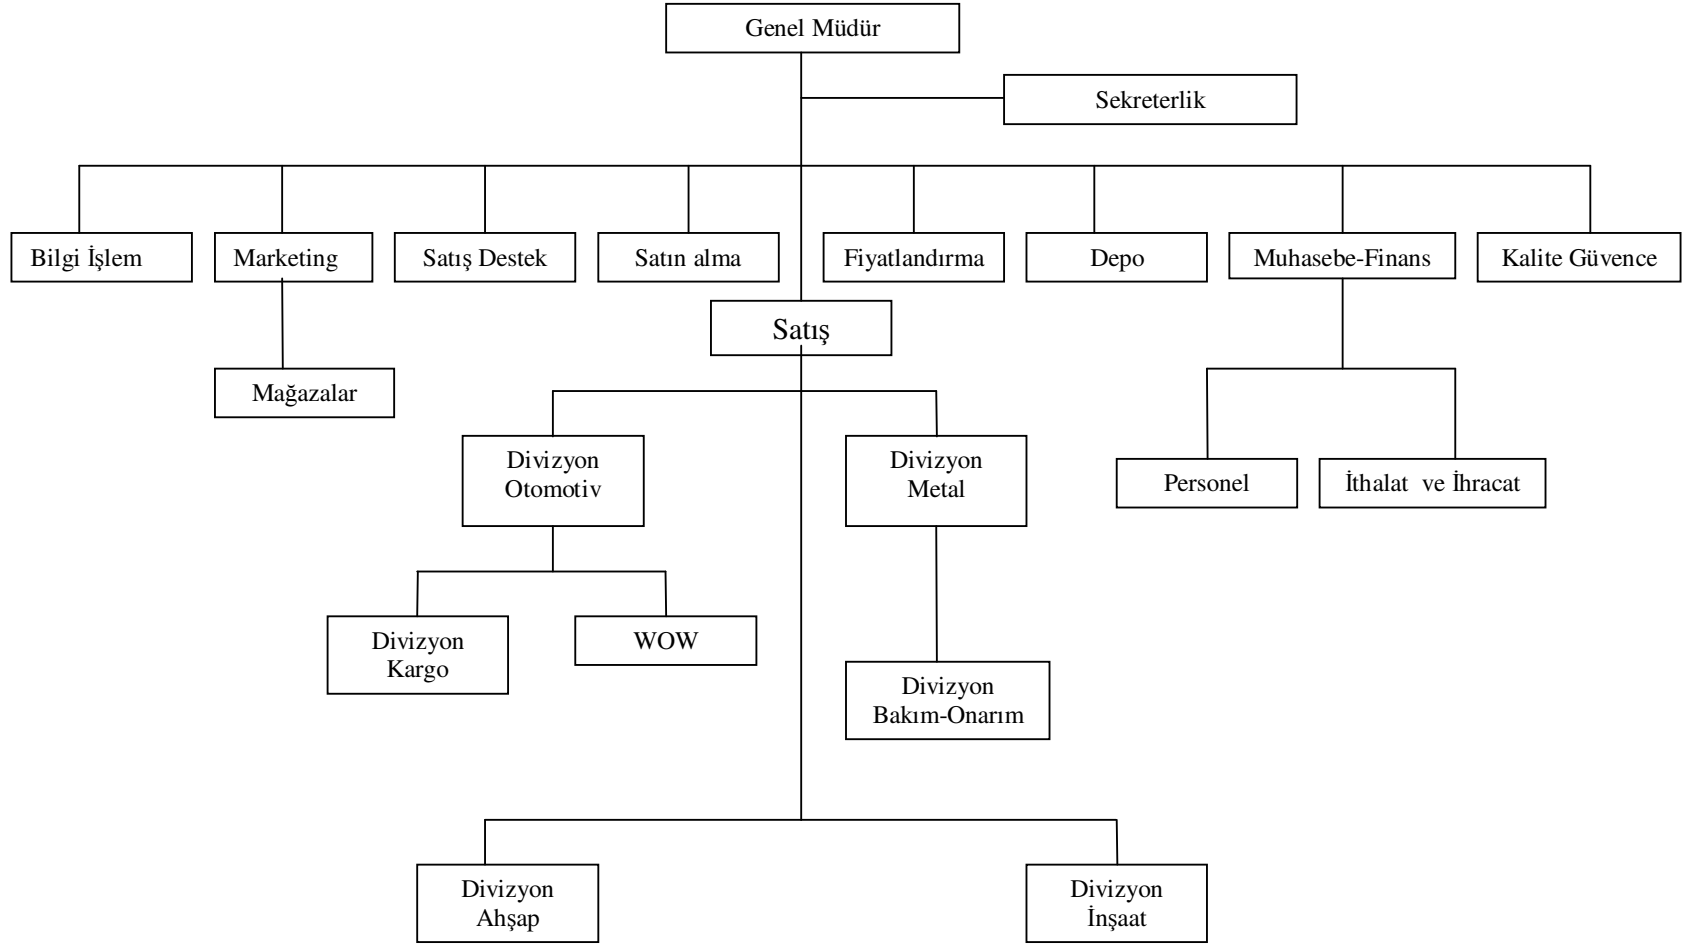 Genel Müdür
Sekreterlik
Bilgi İşlem
Marketing
Satış Destek
Satın alma
Fiyatlandırma
Depo
Muhasebe-Finans
Kalite Güvence
Satış
Mağazalar
Divizyon
Otomotiv
Divizyon
Metal
Personel
İthalat  ve İhracat
Divizyon
Kargo
WOW
Divizyon
Bakım-Onarım
Divizyon
Ahşap
Divizyon
İnşaat